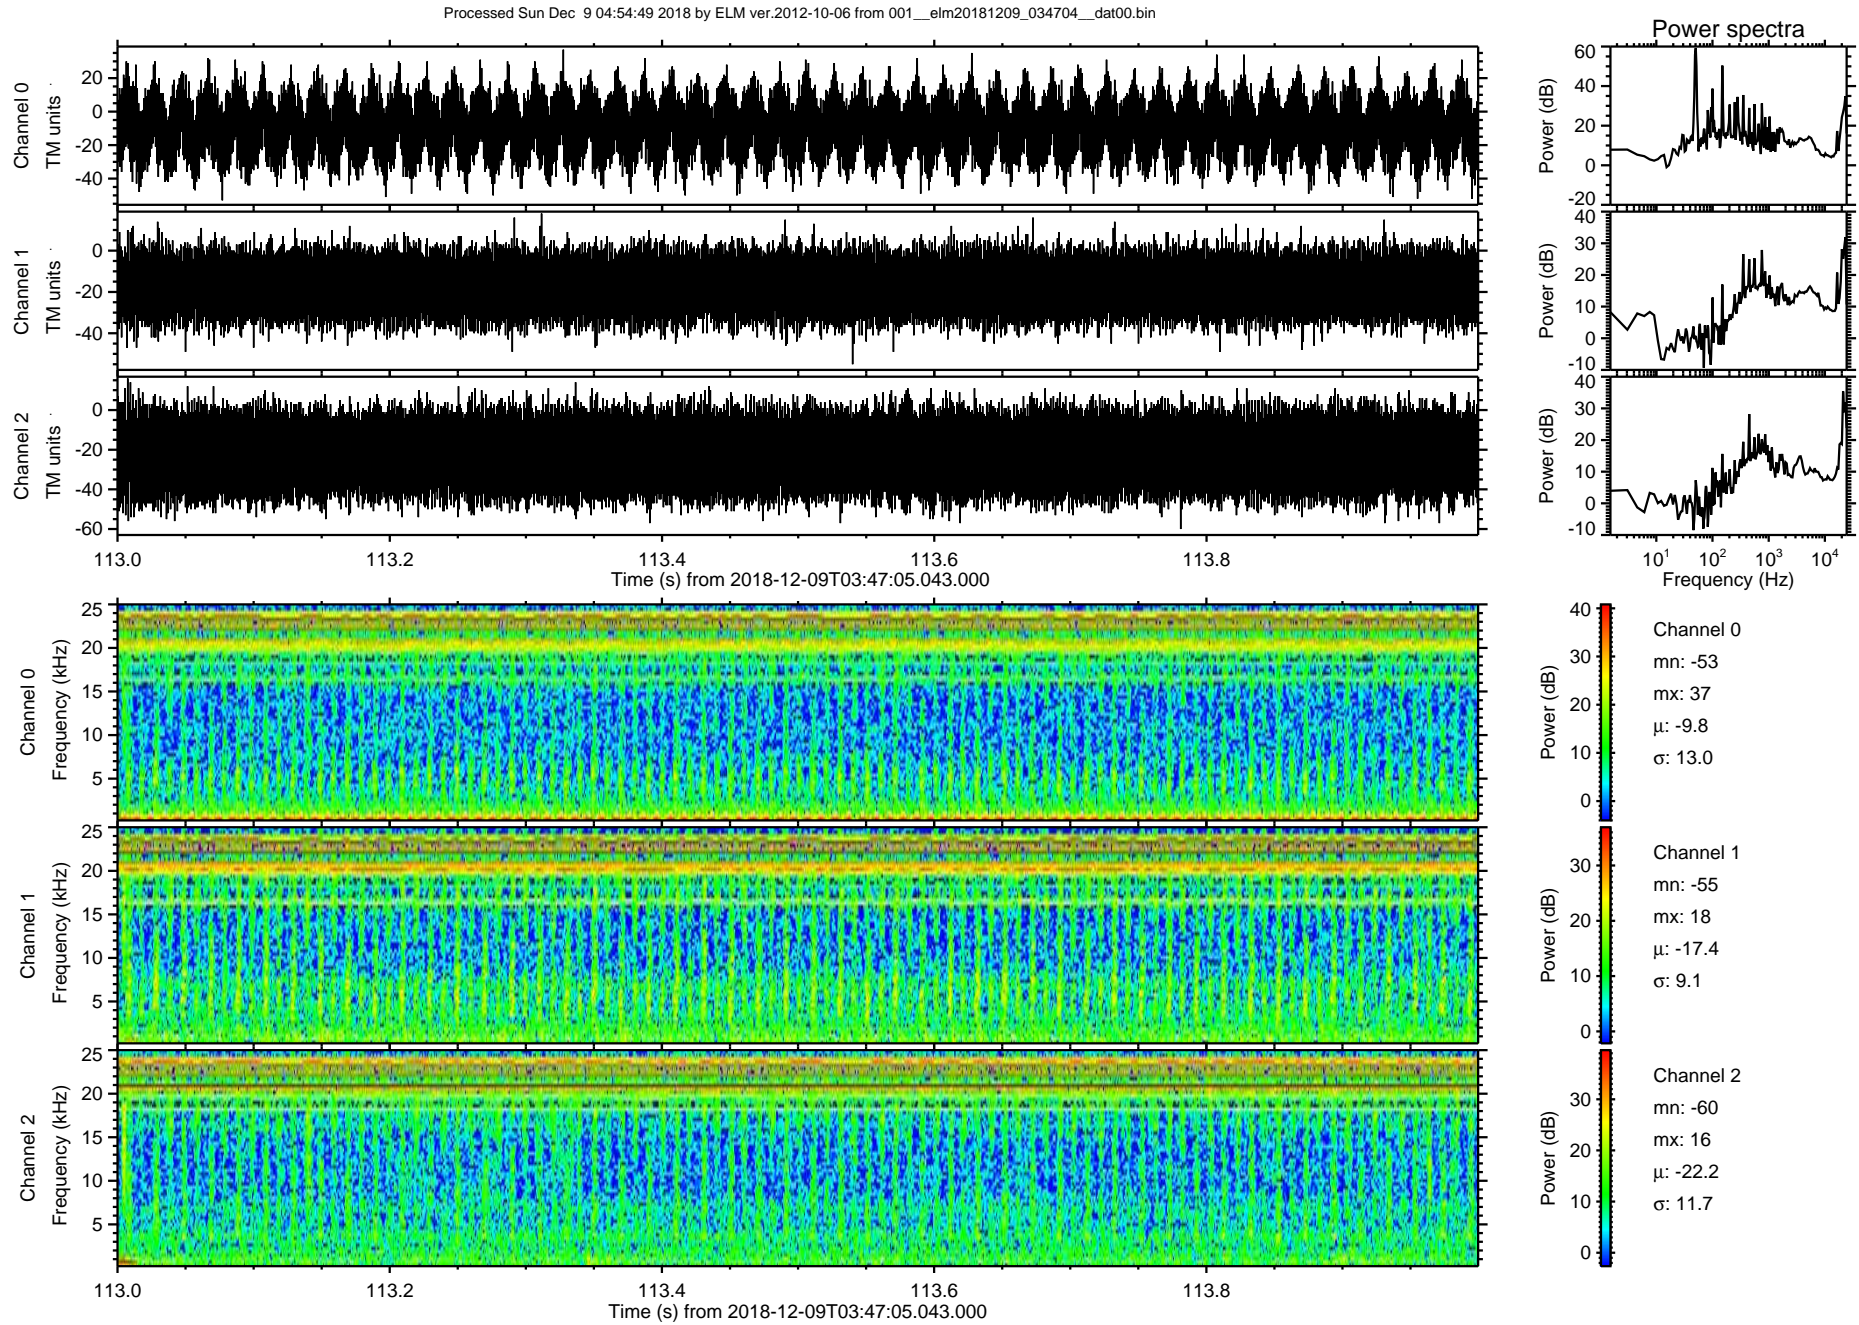 Processed Sun Dec  9 04:54:49 2018 by ELM ver.2012-10-06 from 001__elm20181209_034704__dat00.bin
Power spectra
Channel 0
TM units
20
0
-20
-40
Power (dB)
60
40
20
0
-20
Channel 1
TM units
0
-20
-40
Power (dB)
40
30
20
10
0
-10
Channel 2
TM units
0
-20
-40
-60
Power (dB)
40
30
20
10
0
-10
113.0 113.2 113.4 113.6 113.8
Time (s) from 2018-12-09T03:47:05.043.000
10^1 10^2 10^3 10^4
Frequency (Hz)
Channel 0
Frequency (kHz)
25
20
15
10
5
Power (dB)
40
30
20
10
0
Channel 0
mn: -53
mx: 37
μ: -9.8
σ: 13.0
Channel 1
Frequency (kHz)
25
20
15
10
5
Power (dB)
30
20
10
0
Channel 1
mn: -55
mx: 18
μ: -17.4
σ: 9.1
Channel 2
Frequency (kHz)
25
20
15
10
5
Power (dB)
30
20
10
0
Channel 2
mn: -60
mx: 16
μ: -22.2
σ: 11.7
113.0 113.2 113.4 113.6 113.8
Time (s) from 2018-12-09T03:47:05.043.000